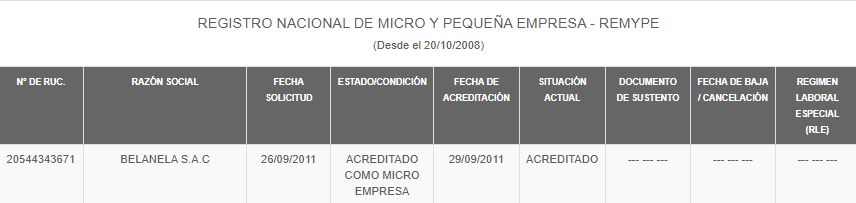 REGISTRO NACIONAL DE MICRO Y PEQUEÑA EMPRESA - REMYPE
(Desde el 20/10/2008)
N° DE RUC. RAZÓN SOCIAL FECHA SOLICITUD ESTADO/CONDICIÓN FECHA DE ACREDITACIÓN SITUACIÓN ACTUAL DOCUMENTO DE SUSTENTO FECHA DE BAJA / CANCELACIÓN REGIMEN LABORAL ESPECIAL (RLE)
20544343671 BELANELA S.A.C 26/09/2011 ACREDITADO COMO MICRO EMPRESA 29/09/2011 ACREDITADO --- --- --- --- --- --- --- --- ---